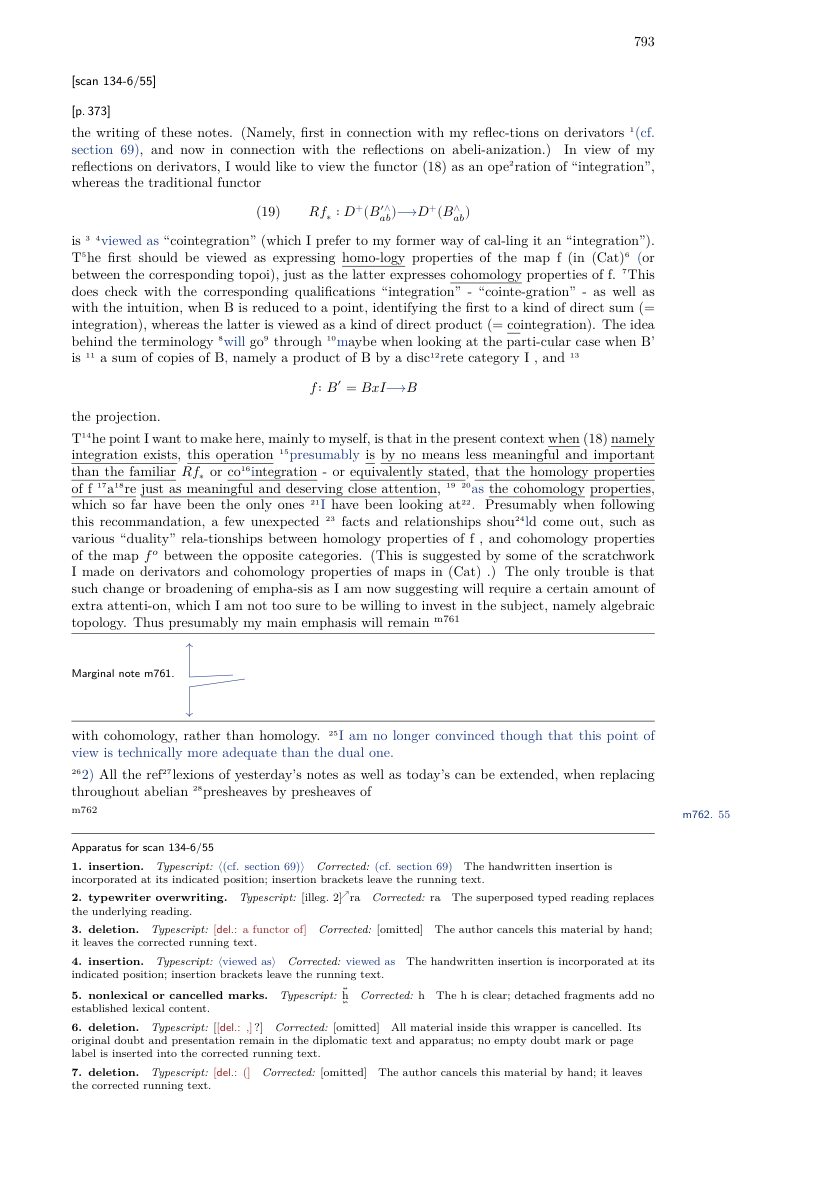 793
[scan 134-6/55]
[p. 373]
the writing of these notes. (Namely, first in connection with my reflec-tions on derivators ¹(cf.
section 69), and now in connection with the reflections on abeli-anization.) In view of my
reflections on derivators, I would like to view the functor (18) as an ope²ration of “integration”,
whereas the traditional functor
(19) Rf_* : D⁺(B'^∧_ab)⟶D⁺(B^∧_ab)
is ³ ⁴viewed as “cointegration” (which I prefer to my former way of cal-ling it an “integration”).
T⁵he first should be viewed as expressing homo-logy properties of the map f (in (Cat)⁶ (or
between the corresponding topoi), just as the latter expresses cohomology properties of f. ⁷This
does check with the corresponding qualifications “integration” - “cointe-gration” - as well as
with the intuition, when B is reduced to a point, identifying the first to a kind of direct sum (=
integration), whereas the latter is viewed as a kind of direct product (= cointegration). The idea
behind the terminology ⁸will go⁹ through ¹⁰maybe when looking at the parti-cular case when B’
is ¹¹ a sum of copies of B, namely a product of B by a disc¹²rete category I , and ¹³
f: B′ = BxI⟶B
the projection.
T¹⁴he point I want to make here, mainly to myself, is that in the present context when (18) namely
integration exists, this operation ¹⁵presumably is by no means less meaningful and important
than the familiar Rf_* or co¹⁶integration - or equivalently stated, that the homology properties
of f ¹⁷a¹⁸re just as meaningful and deserving close attention, ¹⁹ ²⁰as the cohomology properties,
which so far have been the only ones ²¹I have been looking at²². Presumably when following
this recommandation, a few unexpected ²³ facts and relationships shou²⁴ld come out, such as
various “duality” rela-tionships between homology properties of f , and cohomology properties
of the map f° between the opposite categories. (This is suggested by some of the scratchwork
I made on derivators and cohomology properties of maps in (Cat) .) The only trouble is that
such change or broadening of empha-sis as I am now suggesting will require a certain amount of
extra attenti-on, which I am not too sure to be willing to invest in the subject, namely algebraic
topology. Thus presumably my main emphasis will remain m761
Marginal note m761.
with cohomology, rather than homology. ²⁵I am no longer convinced though that this point of
view is technically more adequate than the dual one.
²⁶2) All the ref²⁷lexions of yesterday’s notes as well as today’s can be extended, when replacing
throughout abelian ²⁸presheaves by presheaves of
m762
m762. 55
Apparatus for scan 134-6/55
1. insertion. Typescript: ⟨(cf. section 69)⟩ Corrected: (cf. section 69) The handwritten insertion is
incorporated at its indicated position; insertion brackets leave the running text.
2. typewriter overwriting. Typescript: [illeg. 2]↗ra Corrected: ra The superposed typed reading replaces
the underlying reading.
3. deletion. Typescript: [del.: a functor of] Corrected: [omitted] The author cancels this material by hand;
it leaves the corrected running text.
4. insertion. Typescript: ⟨viewed as⟩ Corrected: viewed as The handwritten insertion is incorporated at its
indicated position; insertion brackets leave the running text.
5. nonlexical or cancelled marks. Typescript: h Corrected: h The h is clear; detached fragments add no
established lexical content.
6. deletion. Typescript: [[del.: ,] ?] Corrected: [omitted] All material inside this wrapper is cancelled. Its
original doubt and presentation remain in the diplomatic text and apparatus; no empty doubt mark or page
label is inserted into the corrected running text.
7. deletion. Typescript: [del.: (] Corrected: [omitted] The author cancels this material by hand; it leaves
the corrected running text.